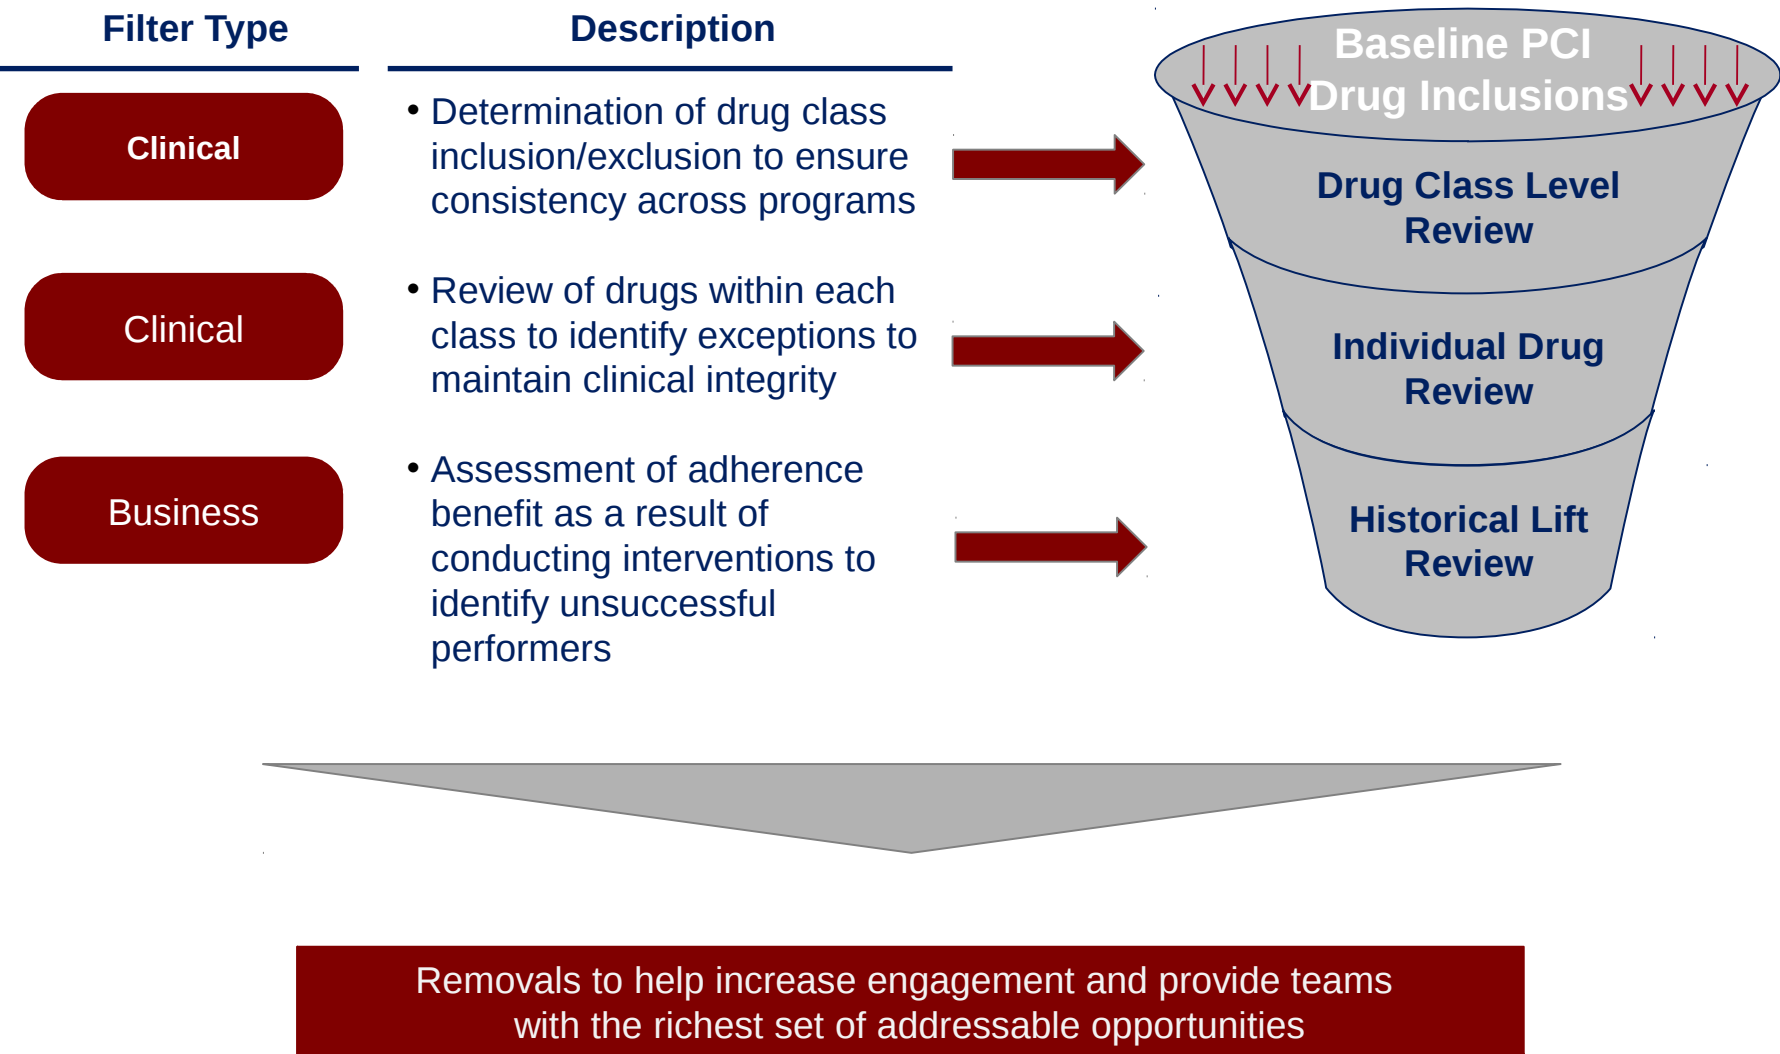 Filter Type
Description
Clinical
• Determination of drug class
inclusion/exclusion to ensure
consistency across programs
Clinical
• Review of drugs within each
class to identify exceptions to
maintain clinical integrity
Business
• Assessment of adherence
benefit as a result of
conducting interventions to
identify unsuccessful
performers
Baseline PCI
Drug Inclusions
Drug Class Level
Review
Individual Drug
Review
Historical Lift
Review
Removals to help increase engagement and provide teams
with the richest set of addressable opportunities